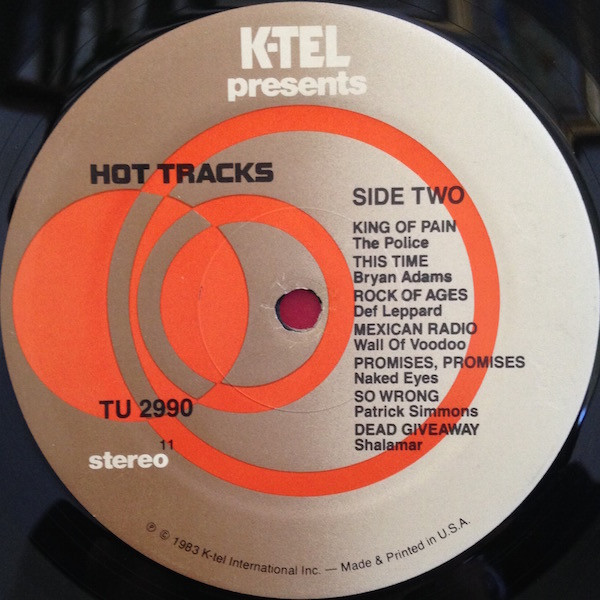 K-TEL
presents
HOT TRACKS
SIDE TWO
KING OF PAIN
The Police
THIS TIME
Bryan Adams
ROCK OF AGES
Def Leppard
MEXICAN RADIO
Wall Of Voodoo
PROMISES, PROMISES
Naked Eyes
SO WRONG
Patrick Simmons
DEAD GIVEAWAY
Shalamar
TU 2990
11
stereo
℗ © 1983 K-tel International Inc. — Made & Printed in U.S.A.